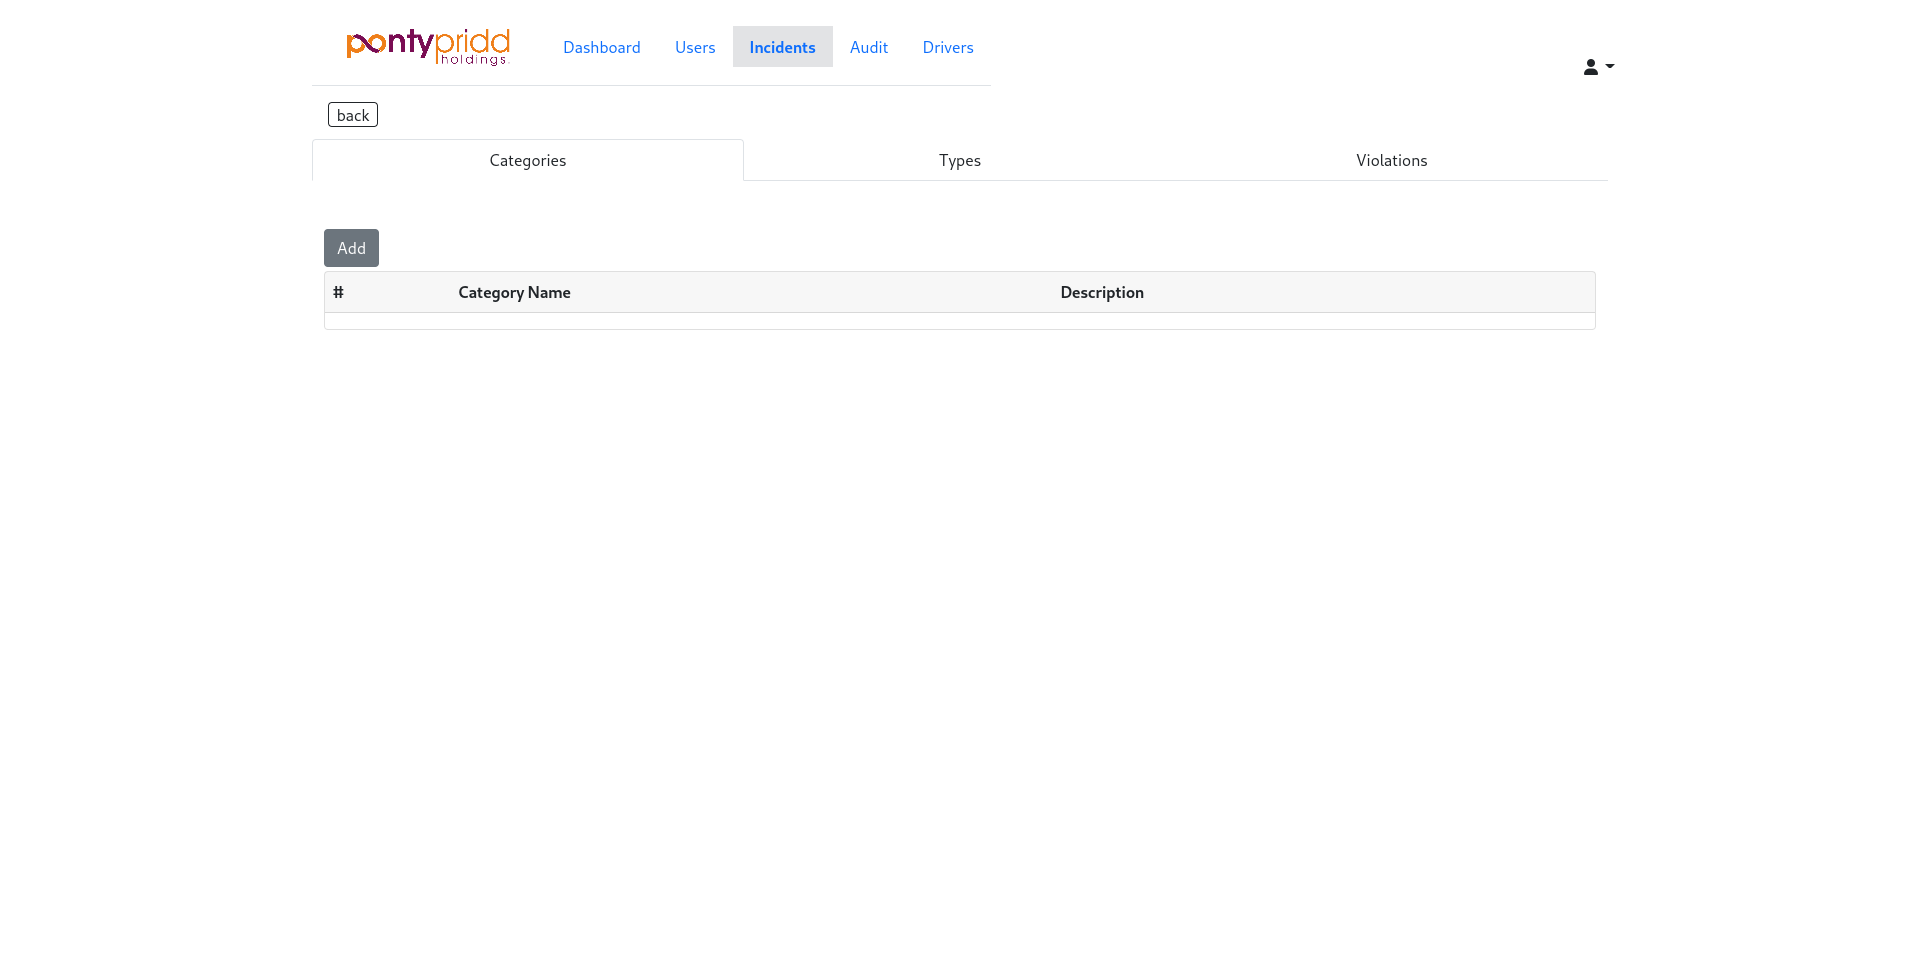 pontypridd
holdings
Dashboard Users Incidents Audit Drivers
back
Categories Types Violations
Add
# Category Name Description